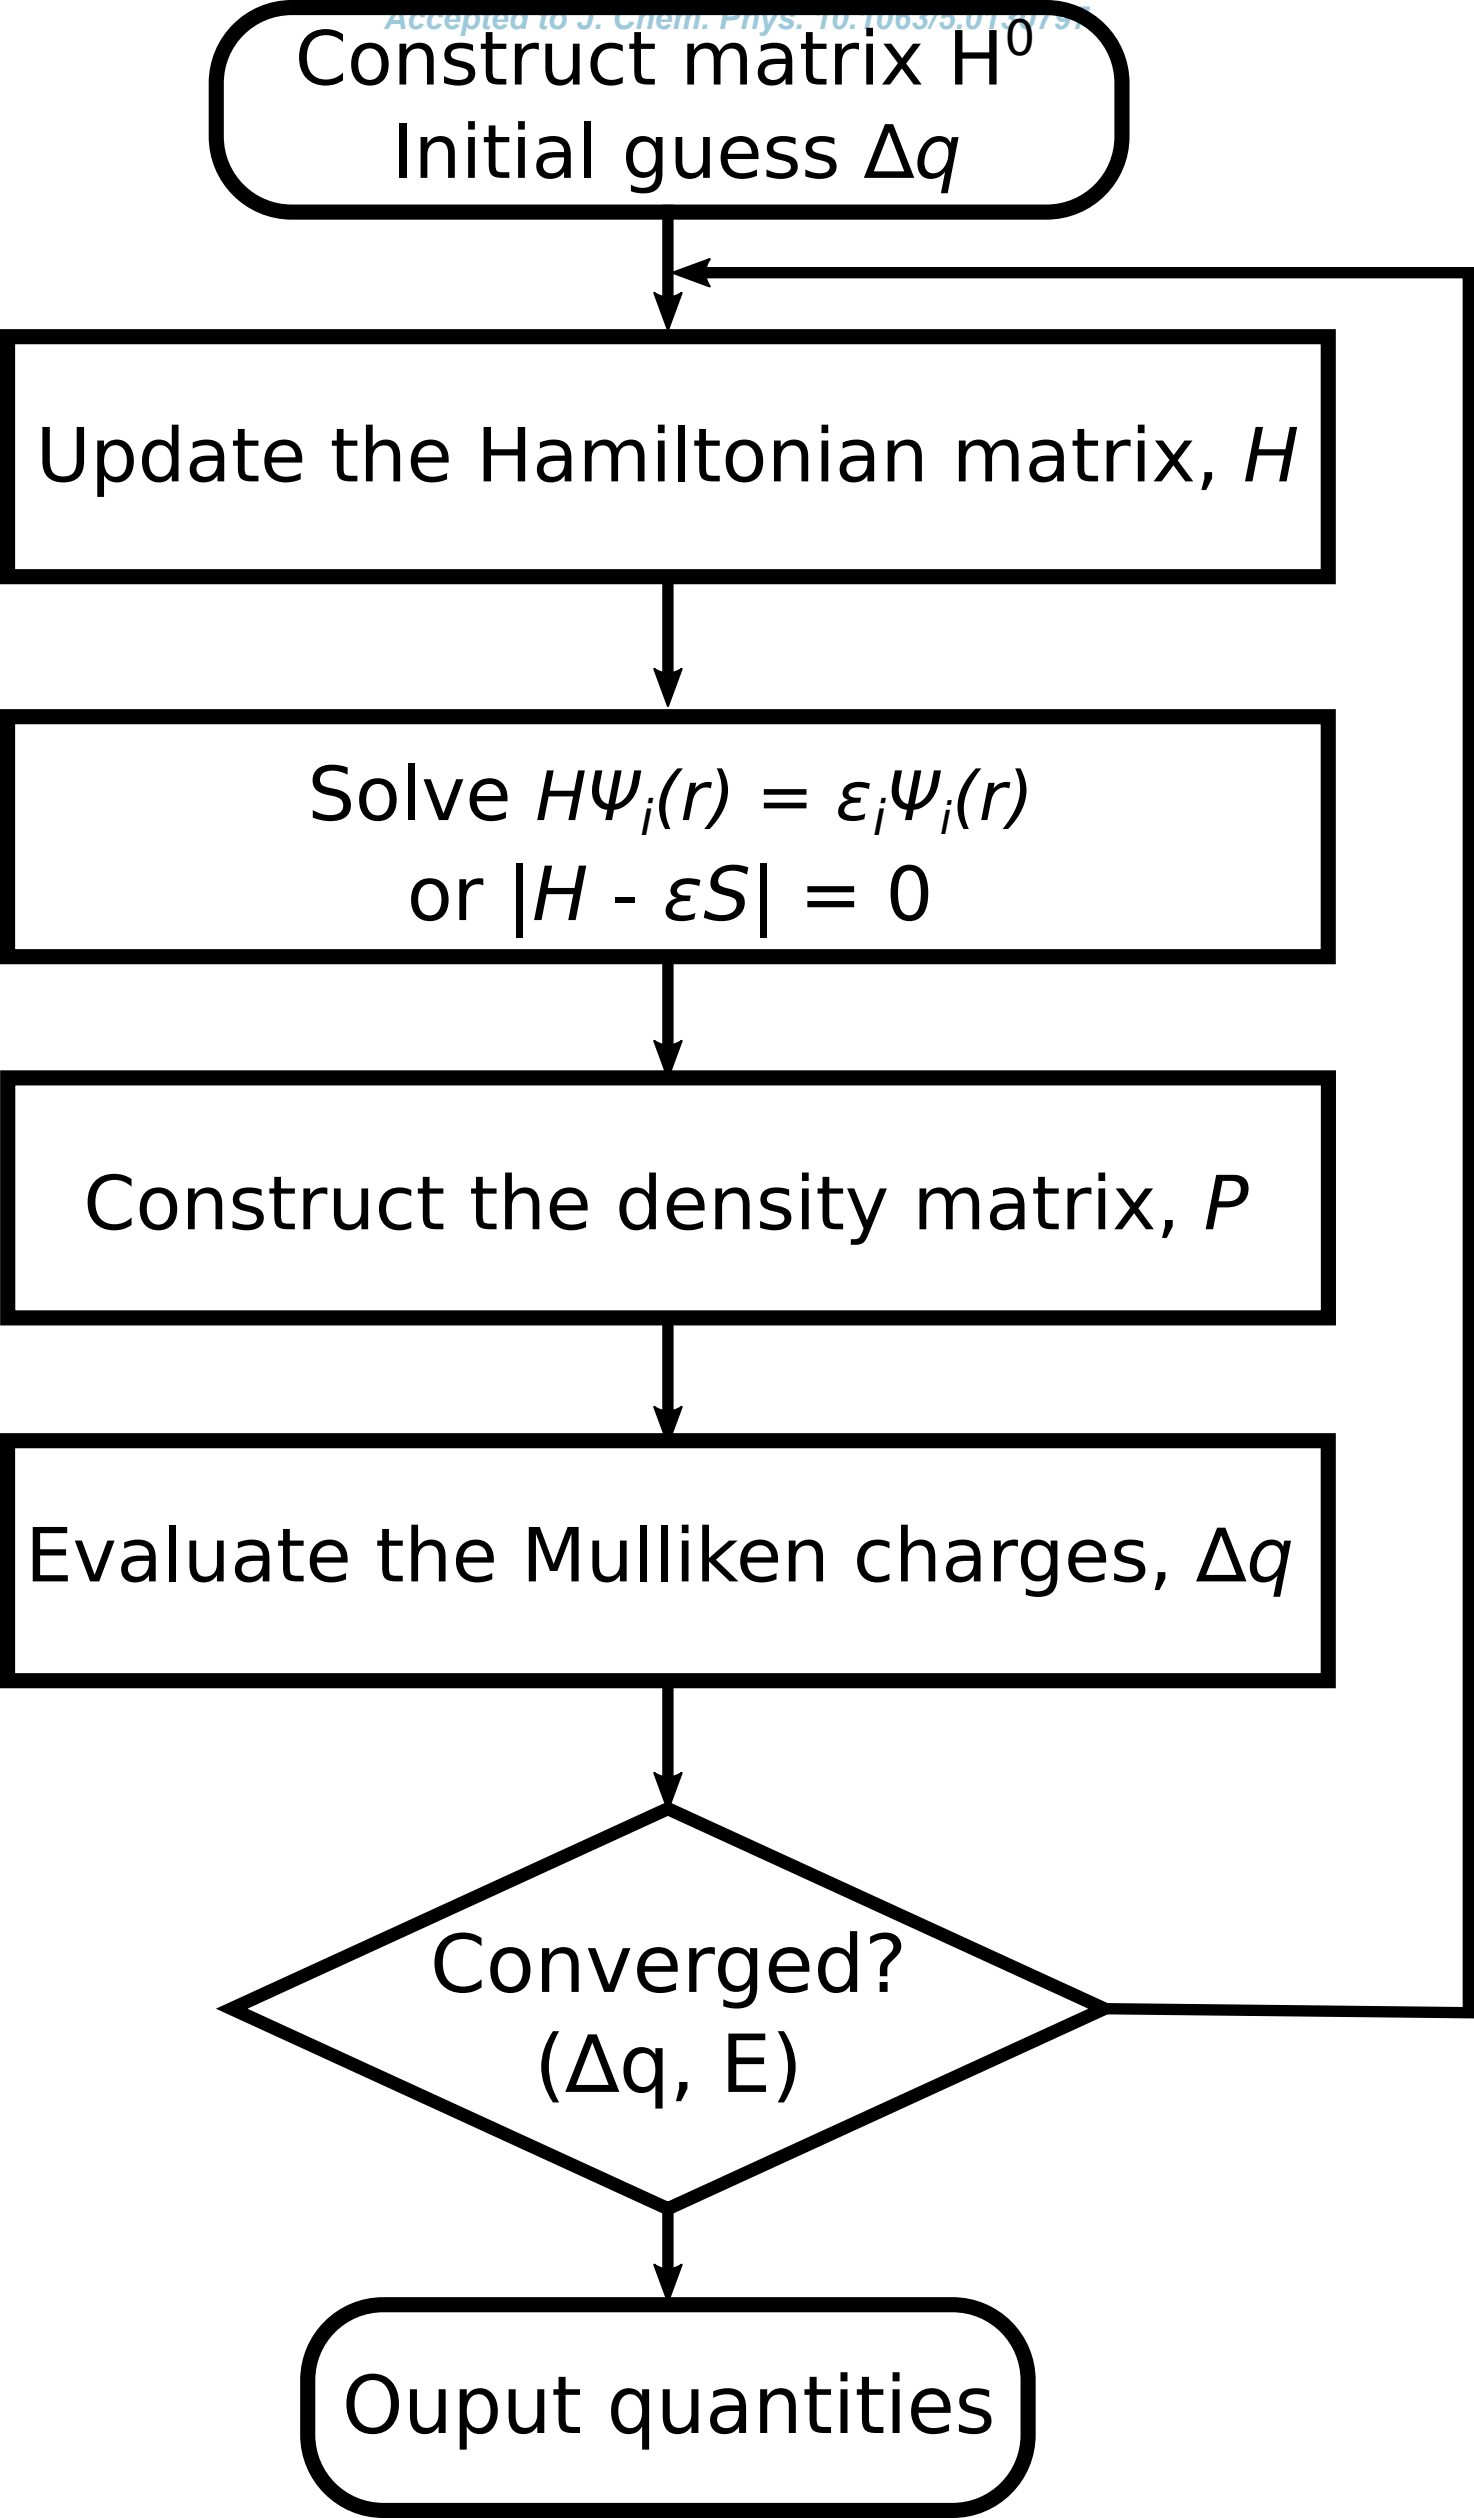 Accepted to J. Chem. Phys. 10.1063/5.0130797
Construct matrix H⁰
Initial guess Δq
Update the Hamiltonian matrix, H
Solve HΨᵢ(r) = εᵢΨᵢ(r)
or |H - εS| = 0
Construct the density matrix, P
Evaluate the Mulliken charges, Δq
Converged?
(Δq, E)
Ouput quantities